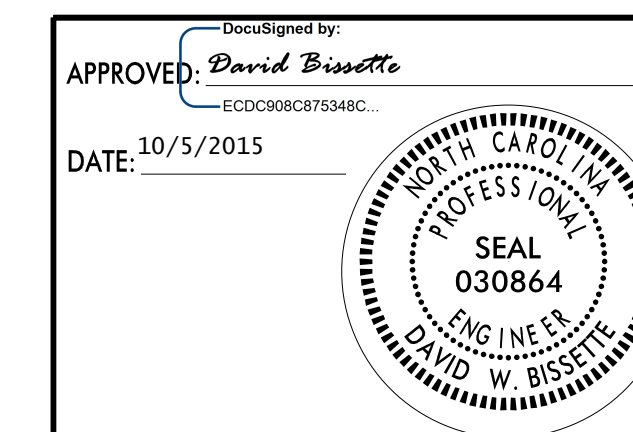 DocuSigned by:
APPROVED: David Bissette
ECDC908C875348C...
DATE: 10/5/2015
NORTH CAROLINA
PROFESSIONAL
SEAL
030864
ENGINEER
DAVID W. BISSETTE